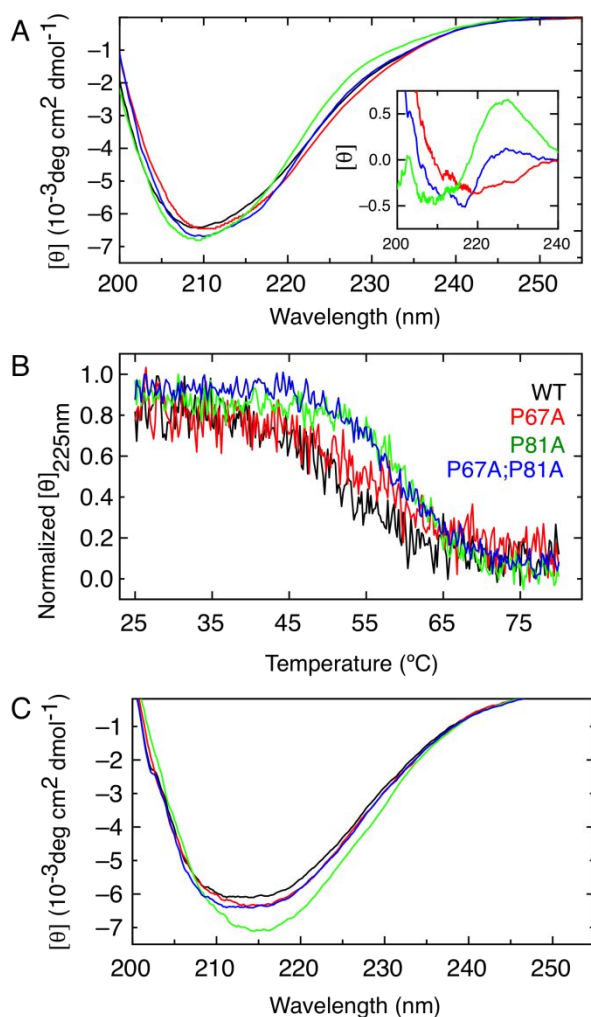 A
[θ] (10⁻³deg cm² dmol⁻¹)
−1
−2
−3
−4
−5
−6
−7
200 210 220 230 240 250
Wavelength (nm)
[θ]
0.5
0.0
−0.5
200 220 240
B
Normalized [θ]225nm
1.0
0.8
0.6
0.4
0.2
0.0
WT
P67A
P81A
P67A;P81A
25 35 45 55 65 75
Temperature (ºC)
C
[θ] (10⁻³deg cm² dmol⁻¹)
−1
−2
−3
−4
−5
−6
−7
200 210 220 230 240 250
Wavelength (nm)